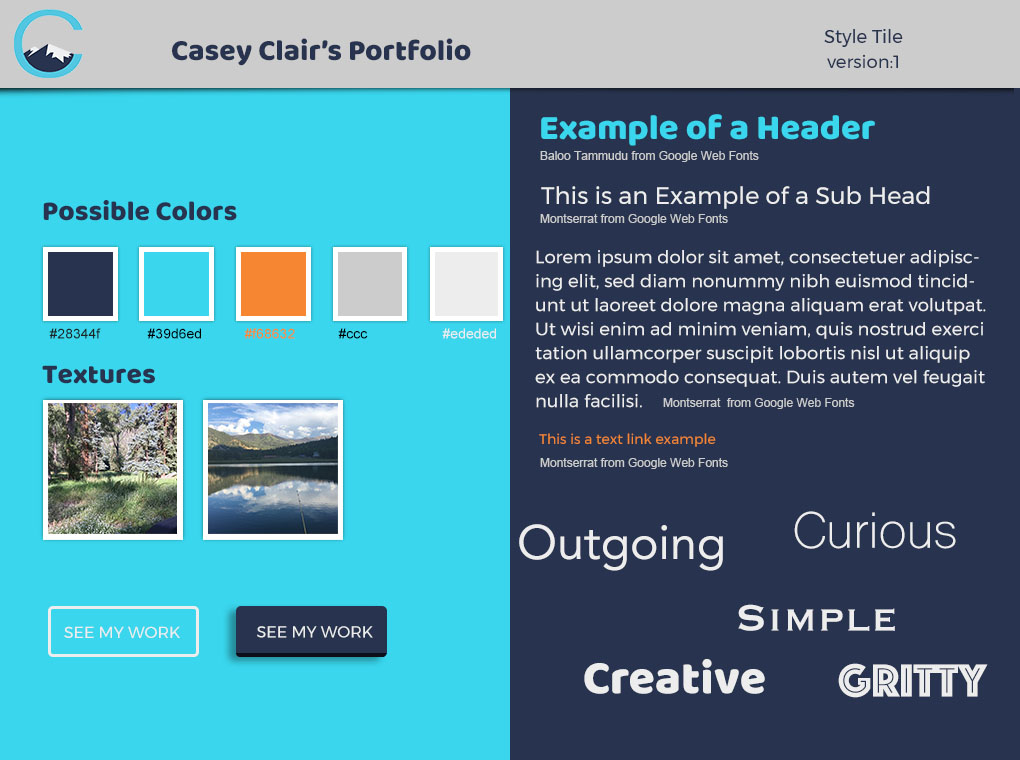 Casey Clair's Portfolio
Style Tile
version:1
Possible Colors
#28344f
#39d6ed
#ccc
#ededed
Textures
SEE MY WORK
SEE MY WORK
Example of a Header
Baloo Tammudu from Google Web Fonts
This is an Example of a Sub Head
Montserrat from Google Web Fonts
Lorem ipsum dolor sit amet, consectetuer adipisc-
ing elit, sed diam nonummy nibh euismod tincid-
unt ut laoreet dolore magna aliquam erat volutpat.
Ut wisi enim ad minim veniam, quis nostrud exerci
tation ullamcorper suscipit lobortis nisl ut aliquip
ex ea commodo consequat. Duis autem vel feugait
nulla facilisi. Montserrat from Google Web Fonts
This is a text link example
Montserrat from Google Web Fonts
Outgoing
Curious
SIMPLE
Creative
GRITTY